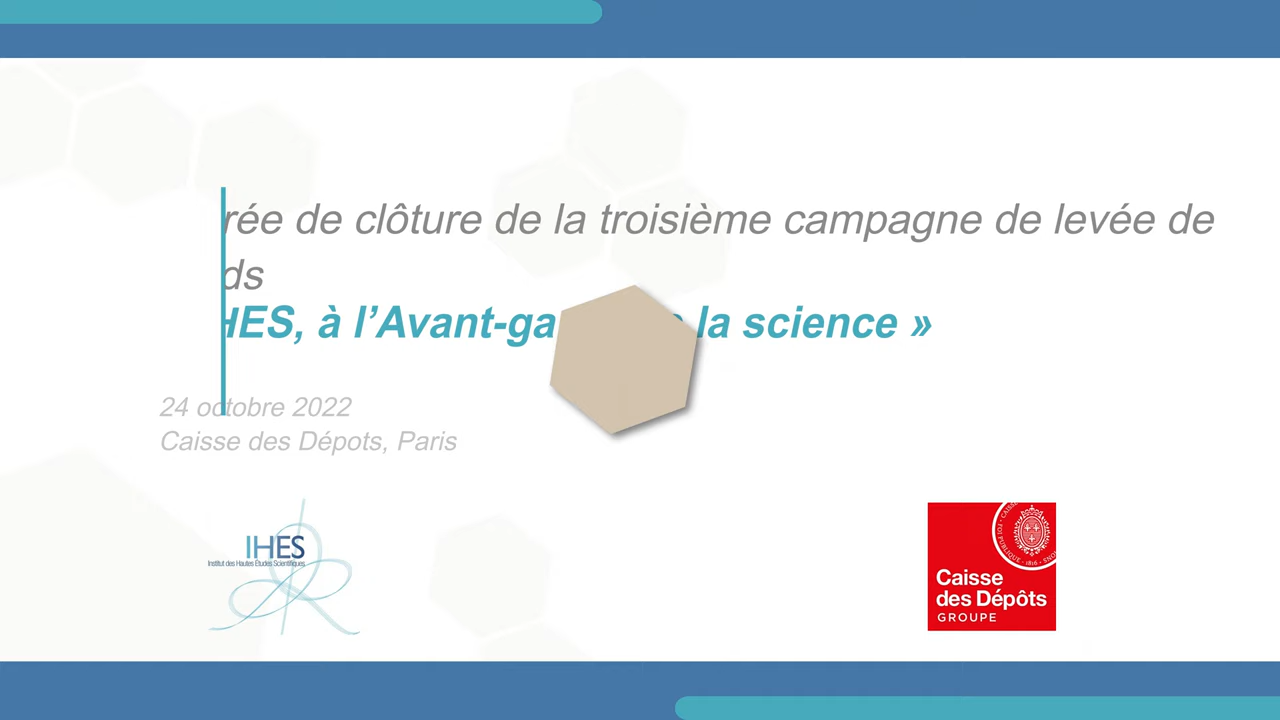 rée de clôture de la troisième campagne de levée de
ds
HES, à l’Avant-ga la science »
24 octobre 2022
Caisse des Dépots, Paris
IHES
Institut des Hautes Études Scientifiques
Caisse
des Dépôts
GROUPE